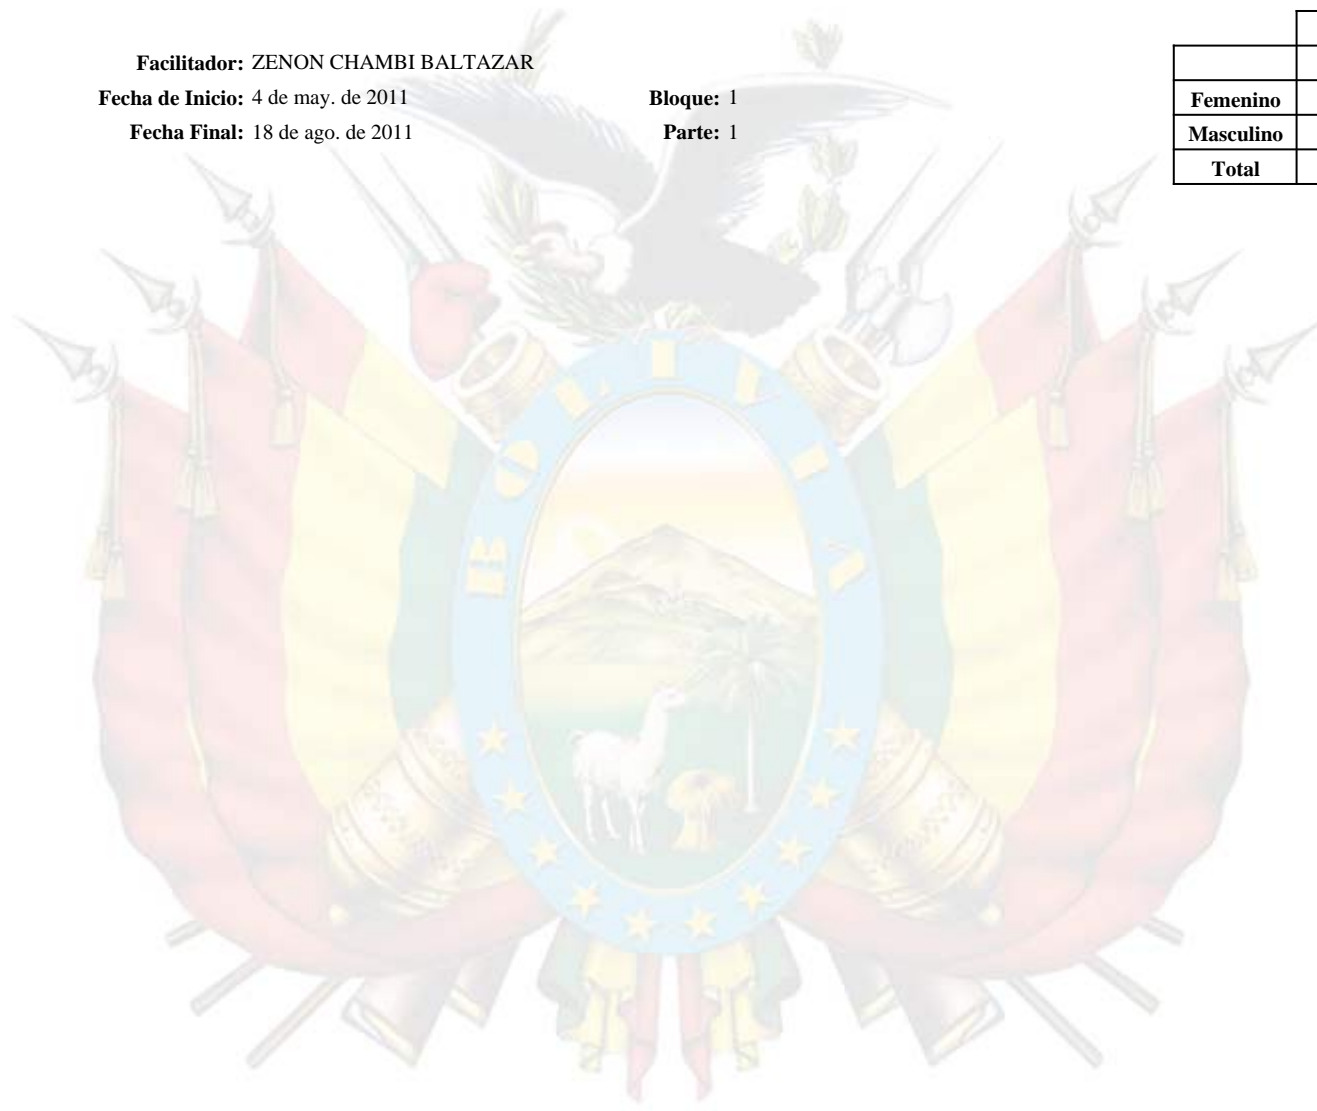 Facilitador: ZENON CHAMBI BALTAZAR
Fecha de Inicio: 4 de may. de 2011 Bloque: 1
Fecha Final: 18 de ago. de 2011 Parte: 1
Femenino
Masculino
Total
BOLIVIA